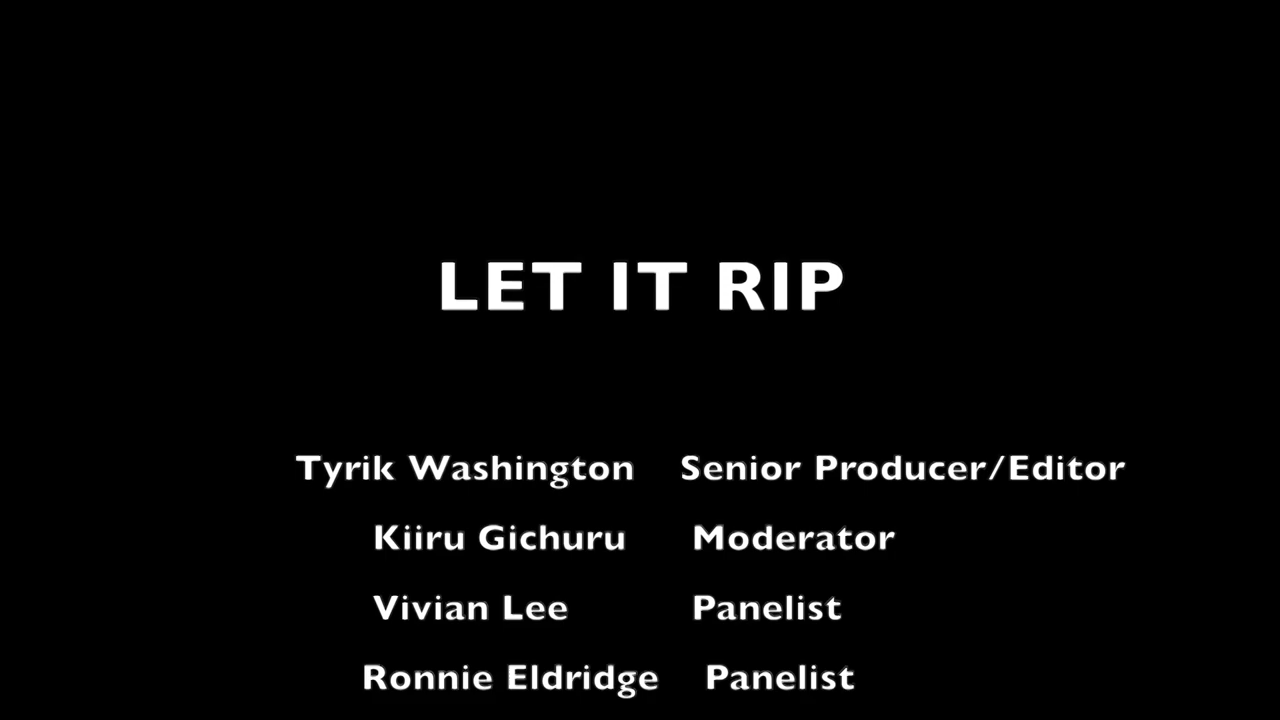 LET IT RIP
Tyrik Washington Senior Producer/Editor
Kiiru Gichuru Moderator
Vivian Lee Panelist
Ronnie Eldridge Panelist